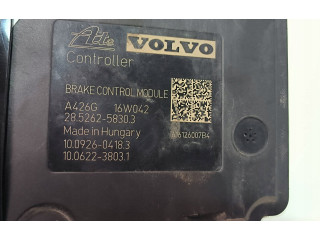 Ate VOLVO
Controller
BRAKE CONTROL MODULE
A426G 16W042
28.5262-5830.3
Made in Hungary
10.0926-0418.3
10.0622-3803.1